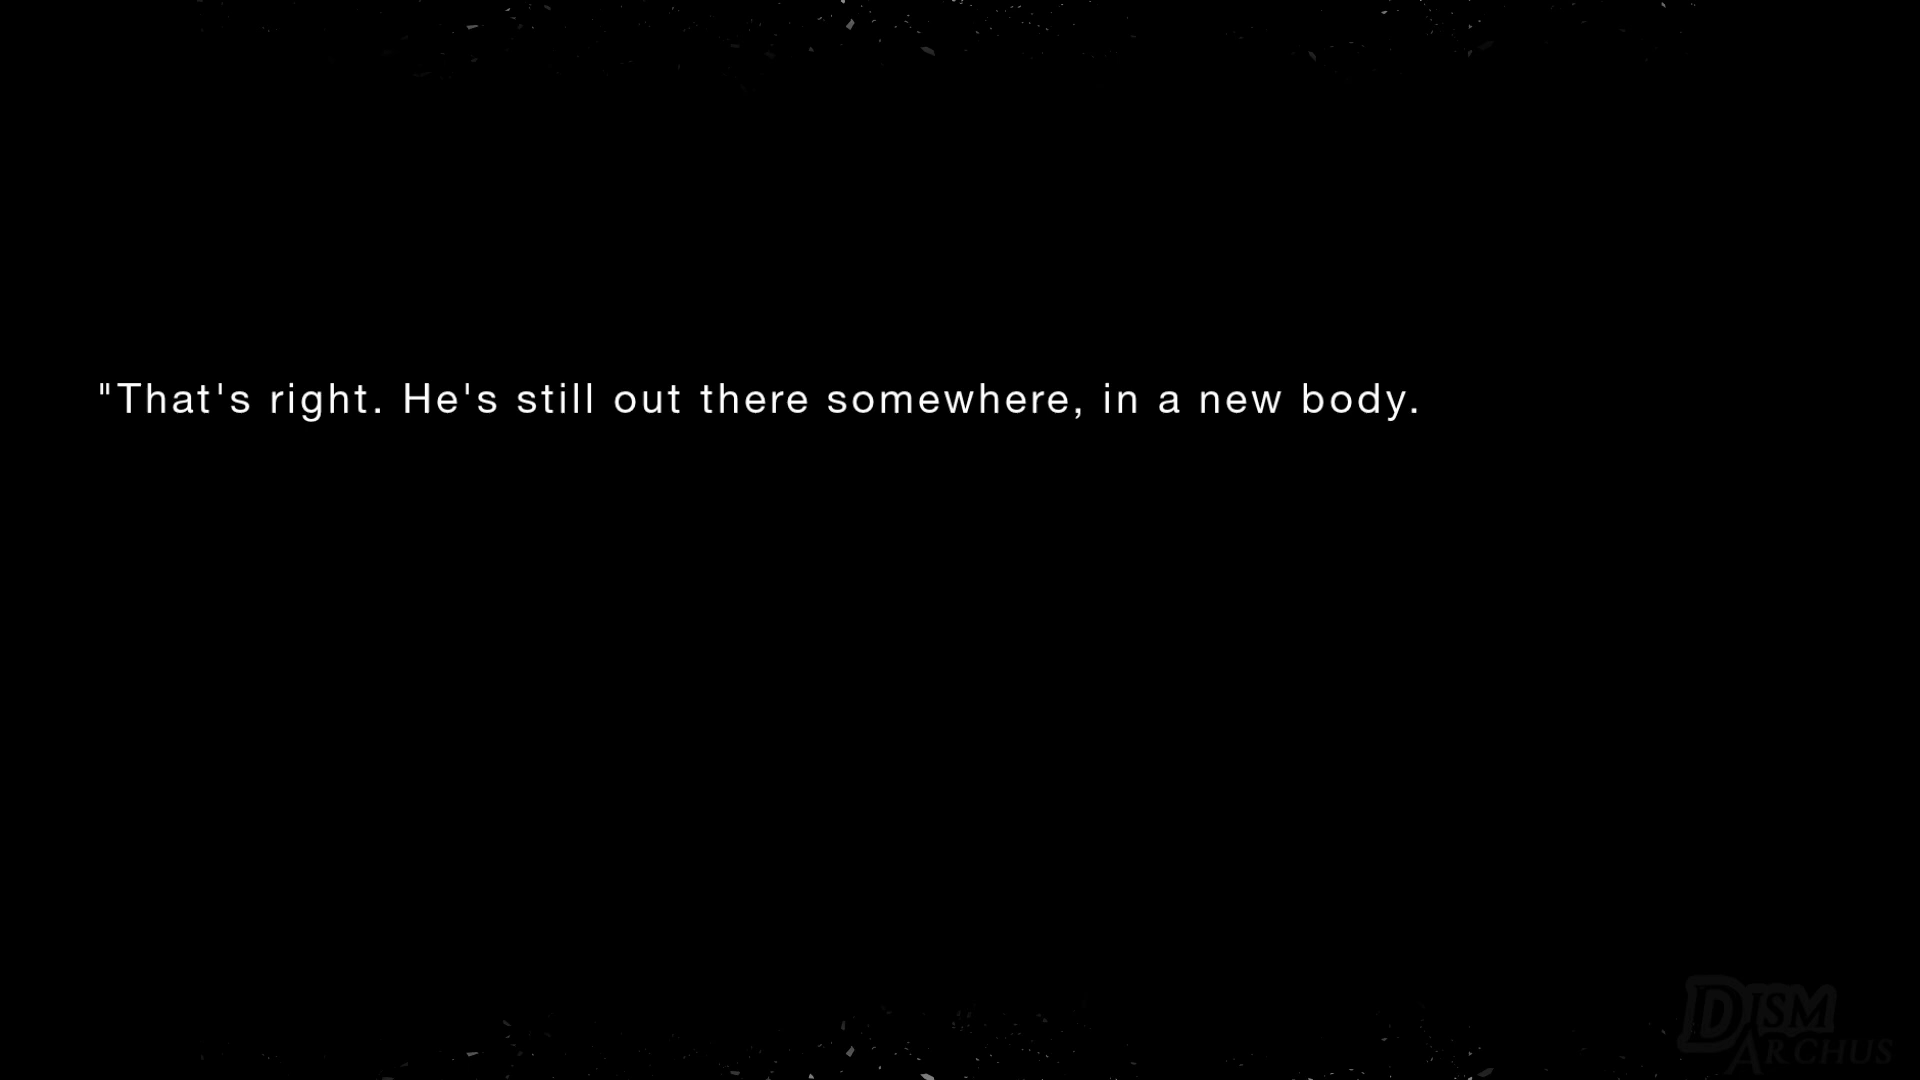 "That's right. He's still out there somewhere, in a new body.
DISM
ARCHUS